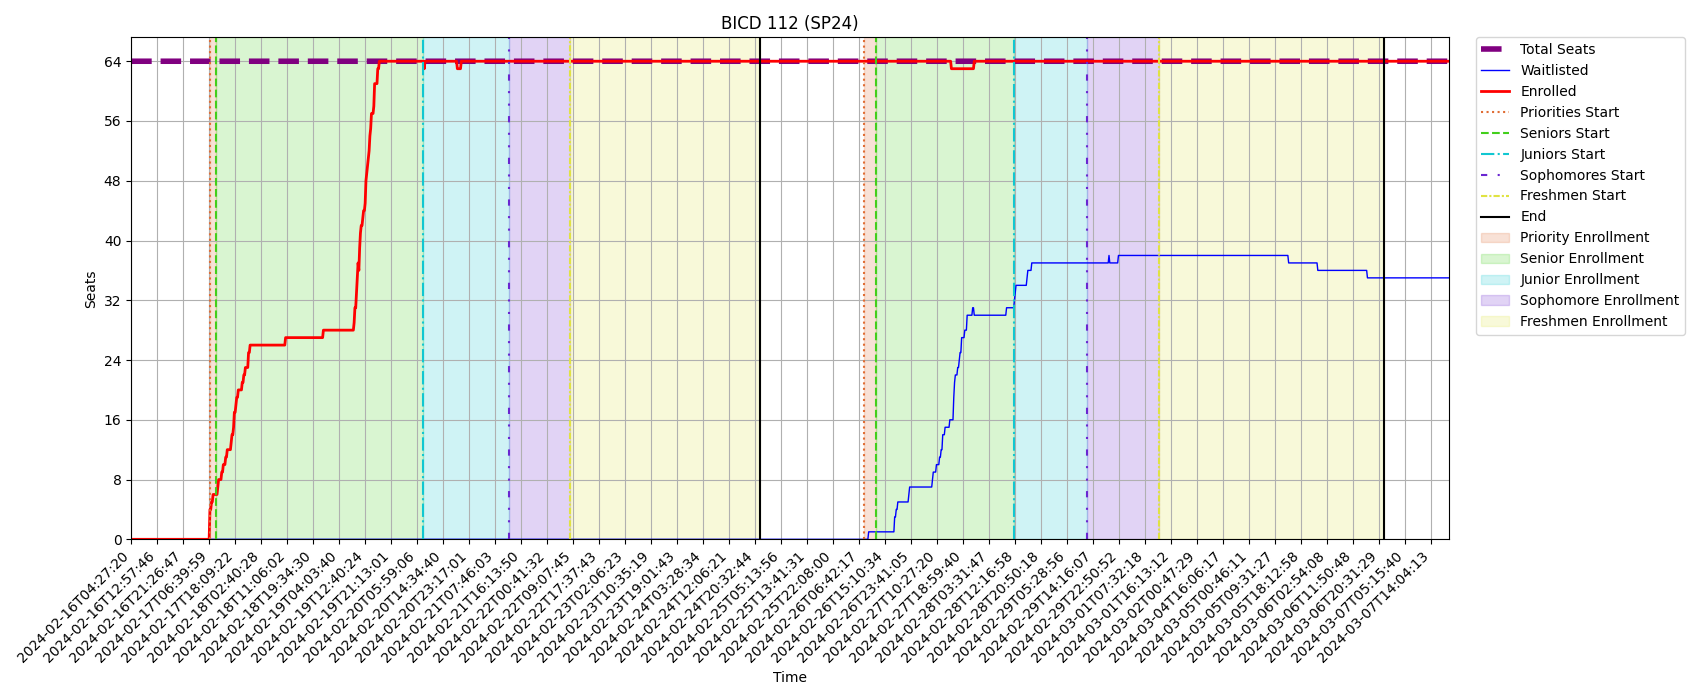 BICD 112 (SP24)
Seats
64
56
48
40
32
24
16
8
0
2024-02-16T04:27:20
2024-02-16T12:57:46
2024-02-16T21:26:47
2024-02-17T06:39:59
2024-02-17T18:09:22
2024-02-18T02:40:28
2024-02-18T11:06:02
2024-02-18T19:34:30
2024-02-19T04:03:40
2024-02-19T12:40:24
2024-02-19T21:13:01
2024-02-20T05:59:06
2024-02-20T14:34:40
2024-02-20T23:17:01
2024-02-21T07:46:03
2024-02-21T16:13:50
2024-02-22T00:41:32
2024-02-22T09:07:45
2024-02-22T17:37:43
2024-02-23T02:06:23
2024-02-23T10:35:19
2024-02-23T19:01:43
2024-02-24T03:28:34
2024-02-24T12:06:21
2024-02-24T20:32:44
2024-02-25T05:13:56
2024-02-25T13:41:31
2024-02-25T22:08:00
2024-02-26T06:42:17
2024-02-26T15:10:34
2024-02-26T23:41:05
2024-02-27T10:27:20
2024-02-27T18:59:40
2024-02-28T03:31:47
2024-02-28T12:16:58
2024-02-28T20:50:18
2024-02-29T05:28:56
2024-02-29T14:16:07
2024-02-29T22:50:52
2024-03-01T07:32:18
2024-03-01T16:13:12
2024-03-02T00:47:29
2024-03-04T16:06:17
2024-03-05T00:46:11
2024-03-05T09:31:27
2024-03-05T18:12:58
2024-03-06T02:54:08
2024-03-06T11:50:48
2024-03-06T20:31:29
2024-03-07T05:15:40
2024-03-07T14:04:13
Time
Total Seats
Waitlisted
Enrolled
Priorities Start
Seniors Start
Juniors Start
Sophomores Start
Freshmen Start
End
Priority Enrollment
Senior Enrollment
Junior Enrollment
Sophomore Enrollment
Freshmen Enrollment